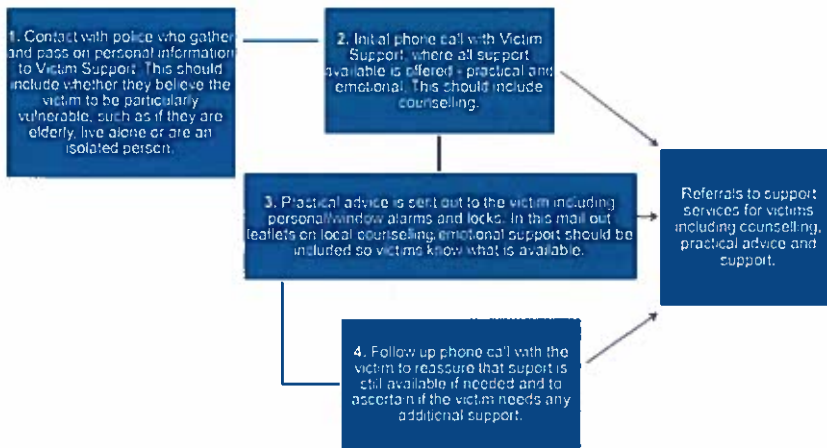 1. Contact with police who gather
and pass on personal information
to Victim Support. This should
include whether they believe the
victim to be particularly
vulnerable, such as if they are
elderly, live alone or are an
isolated person.
2. Initial phone call with Victim
Support, where all support
available is offered - practical and
emotional. This should include
counselling.
3. Practical advice is sent out to the victim including
personal/window alarms and locks. In this mail out
leaflets on local counselling/emotional support should be
included so victims know what is available.
Referrals to support
services for victims
including counselling,
practical advice and
support.
4. Follow up phone call with the
victim to reassure that suport is
still available if needed and to
ascertain if the victim needs any
additional support.